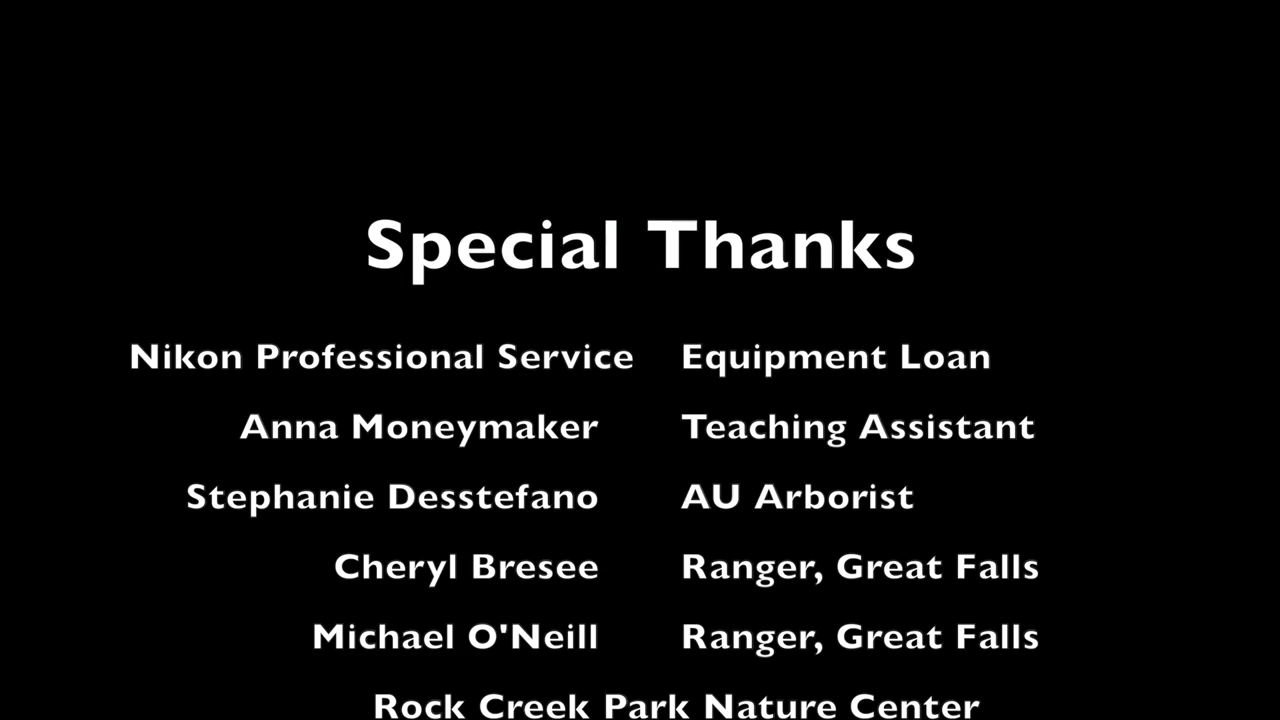 Special Thanks
Nikon Professional Service Equipment Loan
Anna Moneymaker Teaching Assistant
Stephanie Desstefano AU Arborist
Cheryl Bresee Ranger, Great Falls
Michael O'Neill Ranger, Great Falls
Rock Creek Park Nature Center